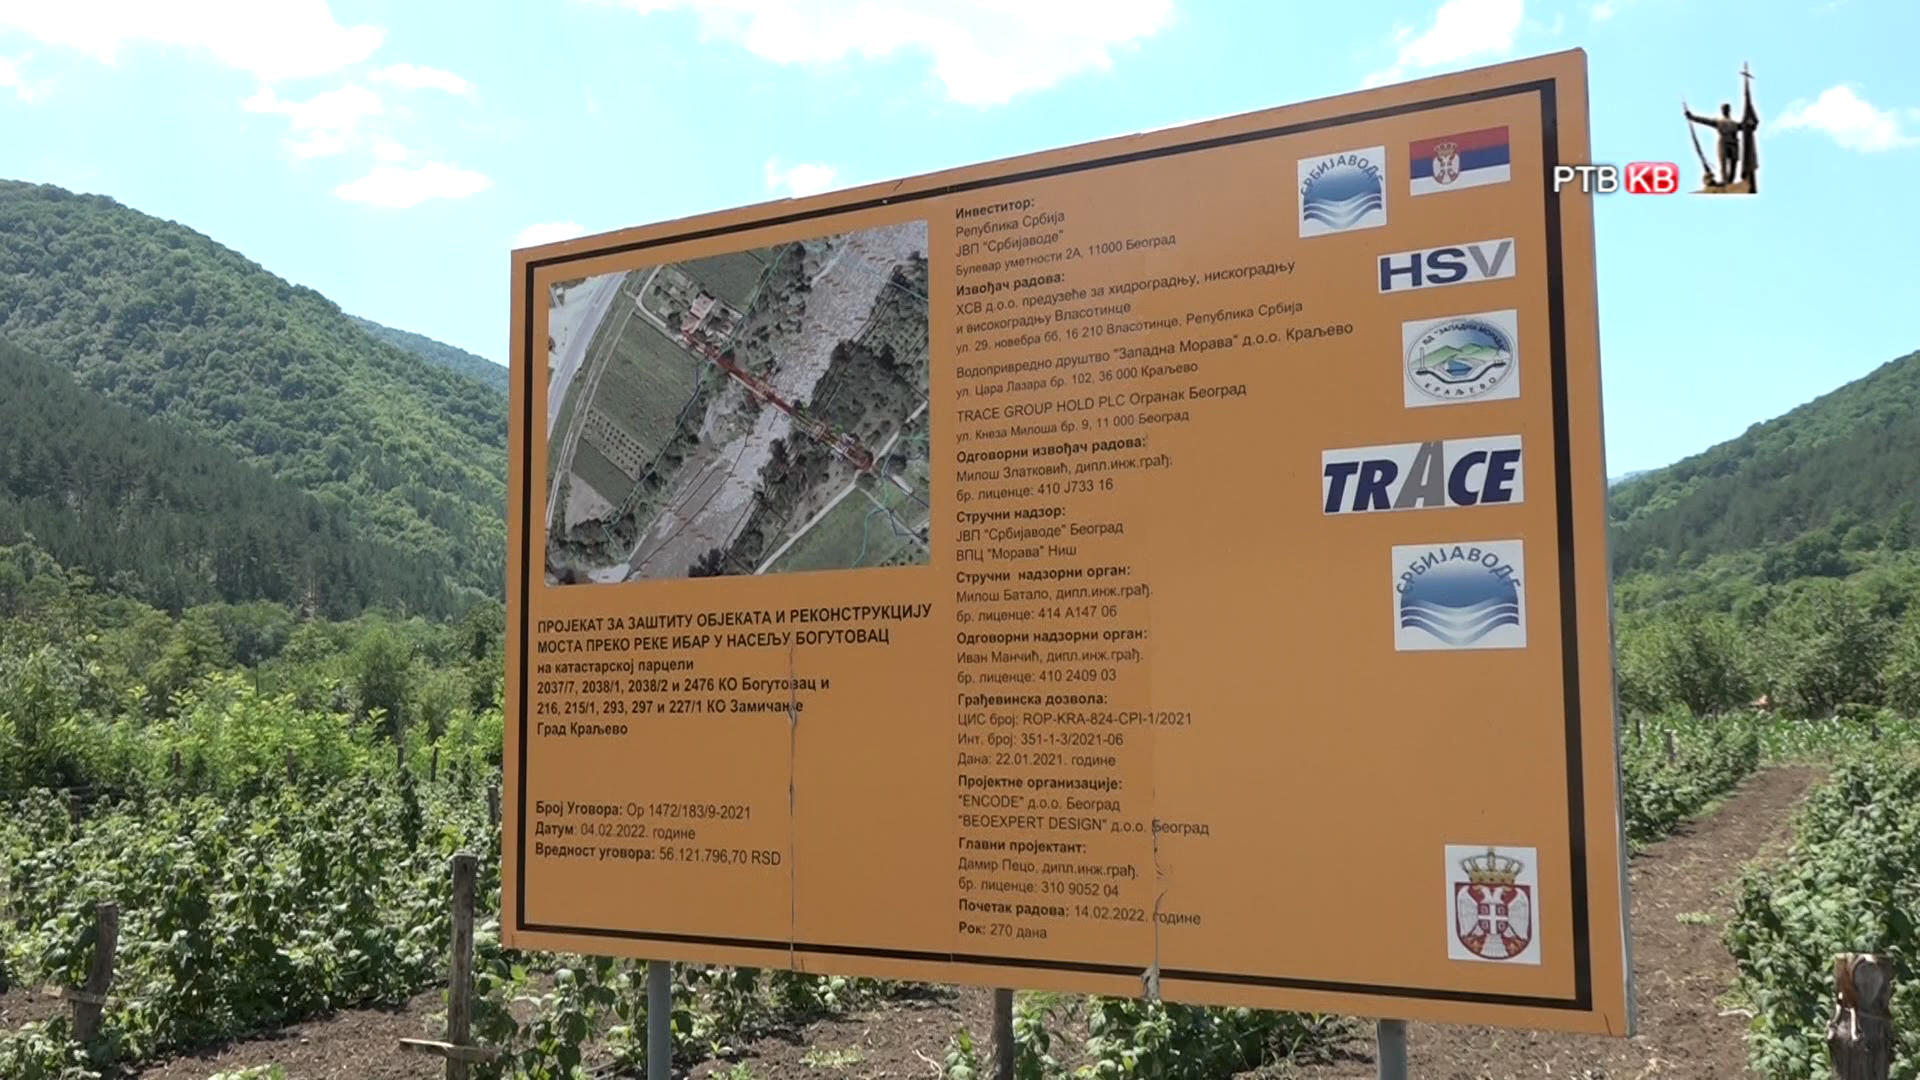 РТВ КВ
СРБИЈАВОДЕ
HSV
ВД "ЗАПАДНА МОРАВА"
КРАЉЕВО
TRACE
СРБИЈАВОДЕ
ПРОЈЕКАТ ЗА ЗАШТИТУ ОБЈЕКАТА И РЕКОНСТРУКЦИЈУ
МОСТА ПРЕКО РЕКЕ ИБАР У НАСЕЉУ БОГУТОВАЦ
на катастарској парцели
2037/7, 2038/1, 2038/2 и 2476 КО Богутовац и
216, 215/1, 293, 297 и 227/1 КО Замичање
Град Краљево
Број Уговора: Ор 1472/183/9-2021
Датум: 04.02.2022. године
Вредност уговора: 56.121.796,70 RSD
Инвеститор:
Република Србија
ЈВП "Србијаводе"
Булевар уметности 2А, 11000 Београд
Извођач радова:
ХСВ д.о.о. предузеће за хидроградњу, нискоградњу
и високоградњу Власотинце
ул. 29. новебра бб, 16 210 Власотинце, Република Србија
Водопривредно друштво "Западна Морава" д.о.о. Краљево
ул. Цара Лазара бр. 102, 36 000 Краљево
TRACE GROUP HOLD PLC Огранак Београд
ул. Кнеза Милоша бр. 9, 11 000 Београд
Одговорни извођач радова:
Милош Златковић, дипл.инж.грађ.
бр. лиценце: 410 Ј733 16
Стручни надзор:
ЈВП "Србијаводе" Београд
ВПЦ "Морава" Ниш
Стручни надзорни орган:
Милош Батало, дипл.инж.грађ.
бр. лиценце: 414 А147 06
Одговорни надзорни орган:
Иван Манчић, дипл.инж.грађ.
бр. лиценце: 410 2409 03
Грађевинска дозвола:
ЦИС број: ROP-KRA-824-CPI-1/2021
Инт. број: 351-1-3/2021-06
Дана: 22.01.2021. године
Пројектне организације:
"ENCODE" д.о.о. Београд
"BEOEXPERT DESIGN" д.о.о. Београд
Главни пројектант:
Дамир Пецо, дипл.инж.грађ.
бр. лиценце: 310 9052 04
Почетак радова: 14.02.2022. године
Рок: 270 дана